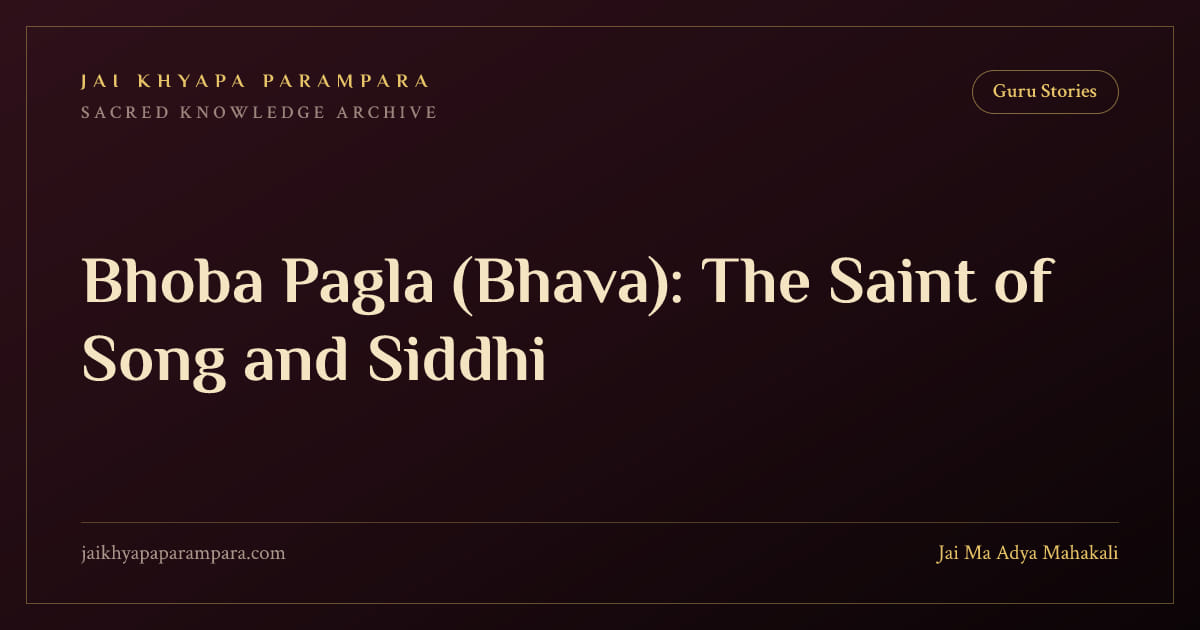 JAI KHYAPA PARAMPARA
SACRED KNOWLEDGE ARCHIVE
Guru Stories
Bhoba Pagla (Bhava): The Saint of
Song and Siddhi
jaikhyapaparampara.com
Jai Ma Adya Mahakali